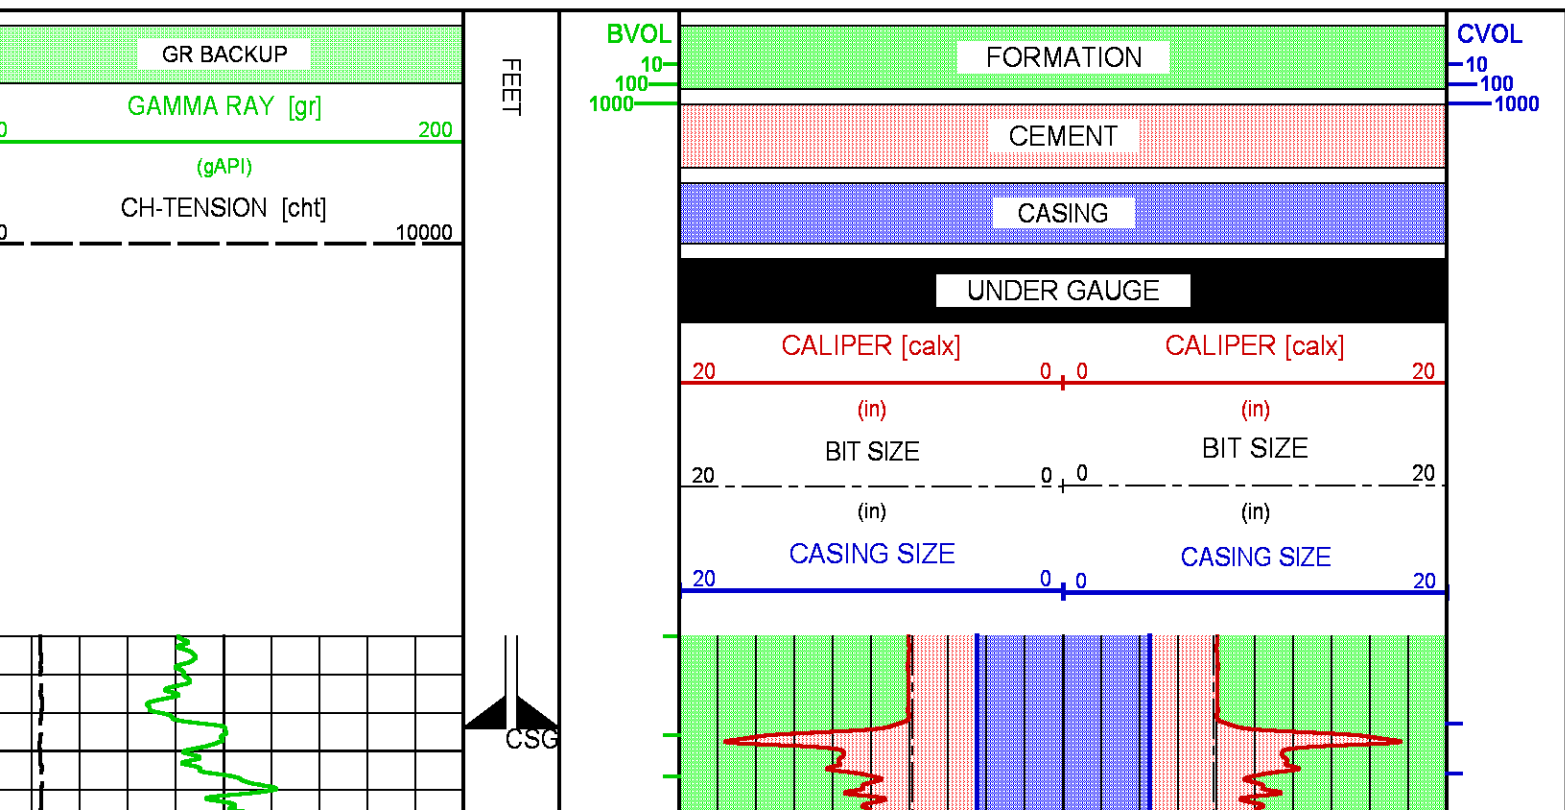 GR BACKUP
GAMMA RAY [gr]
0 200
(gAPI)
CH-TENSION [cht]
0 10000
FEET
CSG
BVOL
10
100
1000
FORMATION
CEMENT
CASING
UNDER GAUGE
CALIPER [calx] CALIPER [calx]
20 0 0 20
(in) (in)
BIT SIZE BIT SIZE
20 0 0 20
(in) (in)
CASING SIZE CASING SIZE
20 0 0 20
CVOL
10
100
1000